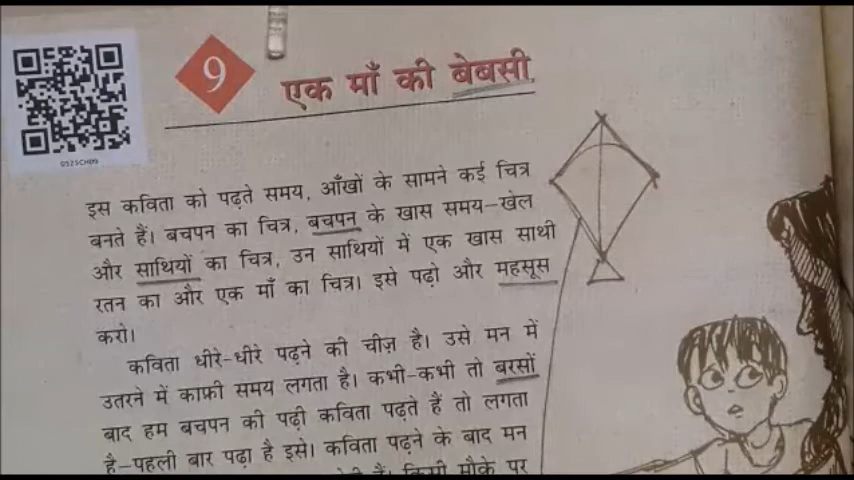 0525CH09
9
एक माँ की बेबसी
इस कविता को पढ़ते समय, आँखों के सामने कई चित्र
बनते हैं। बचपन का चित्र, बचपन के खास समय–खेल
और साथियों का चित्र, उन साथियों में एक खास साथी
रतन का और एक माँ का चित्र। इसे पढ़ो और महसूस
करो।
कविता धीरे–धीरे पढ़ने की चीज़ है। उसे मन में
उतरने में काफ़ी समय लगता है। कभी–कभी तो बरसों
बाद हम बचपन की पढ़ी कविता पढ़ते हैं तो लगता
है–पहली बार पढ़ा है इसे। कविता पढ़ने के बाद मन
हैं। किसी मौके पर